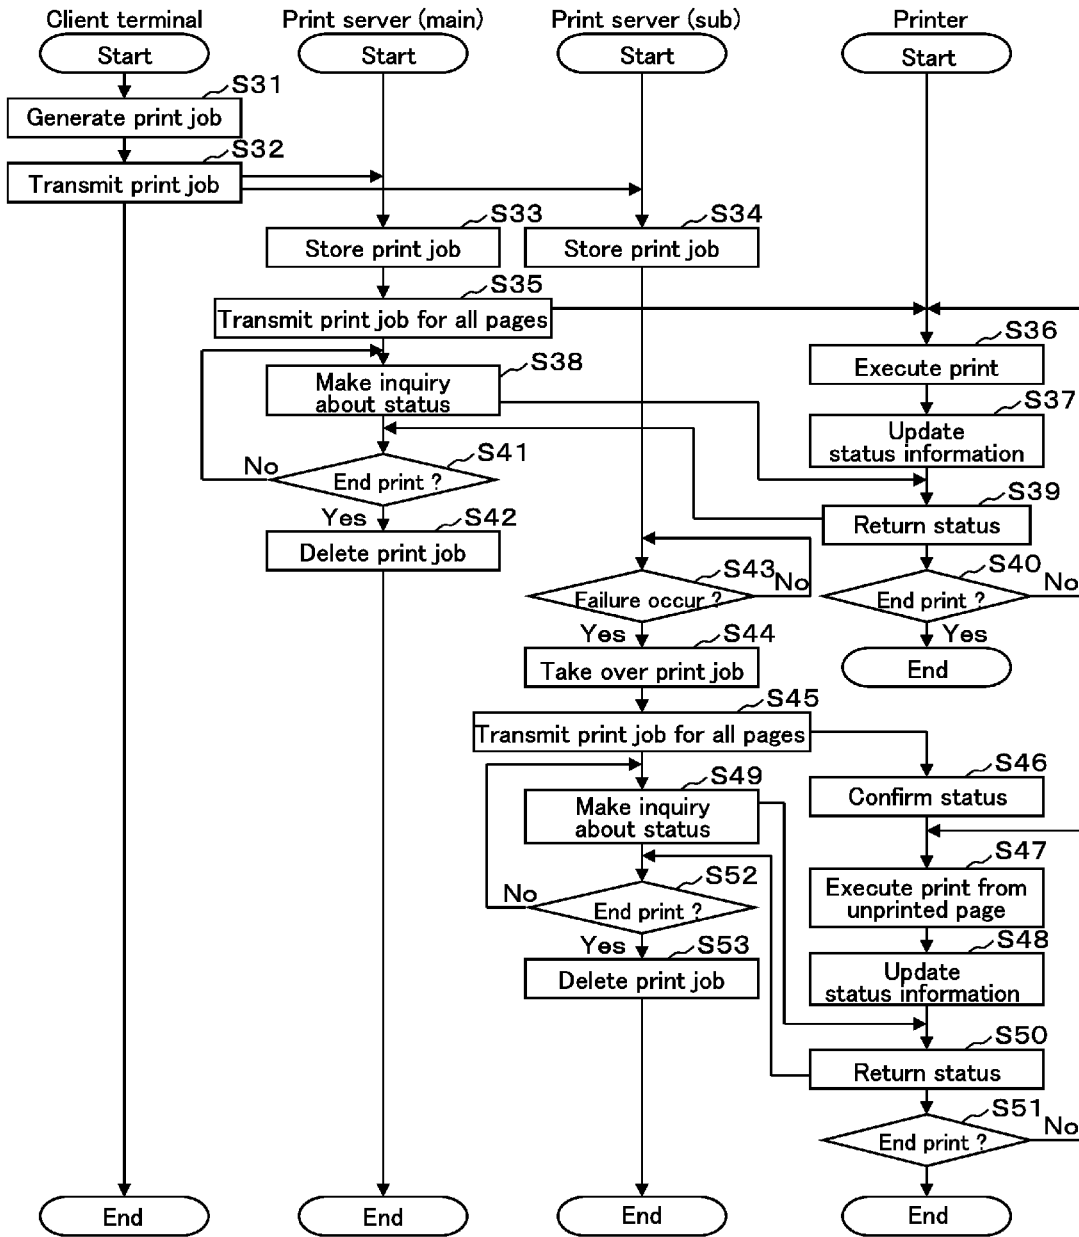 Client terminal
Print server (main)
Print server (sub)
Printer
Start
Start
Start
Start
S31
Generate print job
S32
Transmit print job
S33
Store print job
S34
Store print job
S35
Transmit print job for all pages
S36
Execute print
S38
Make inquiry
about status
S37
Update
status information
S41
No
End print ?
Yes
S39
Return status
S42
Delete print job
S43
No
Failure occur ?
Yes
S40
No
End print ?
Yes
End
S44
Take over print job
S45
Transmit print job for all pages
S46
Confirm status
S49
Make inquiry
about status
S47
Execute print from
unprinted page
S52
No
End print ?
Yes
S48
Update
status information
S53
Delete print job
S50
Return status
S51
No
End print ?
End
End
End
End